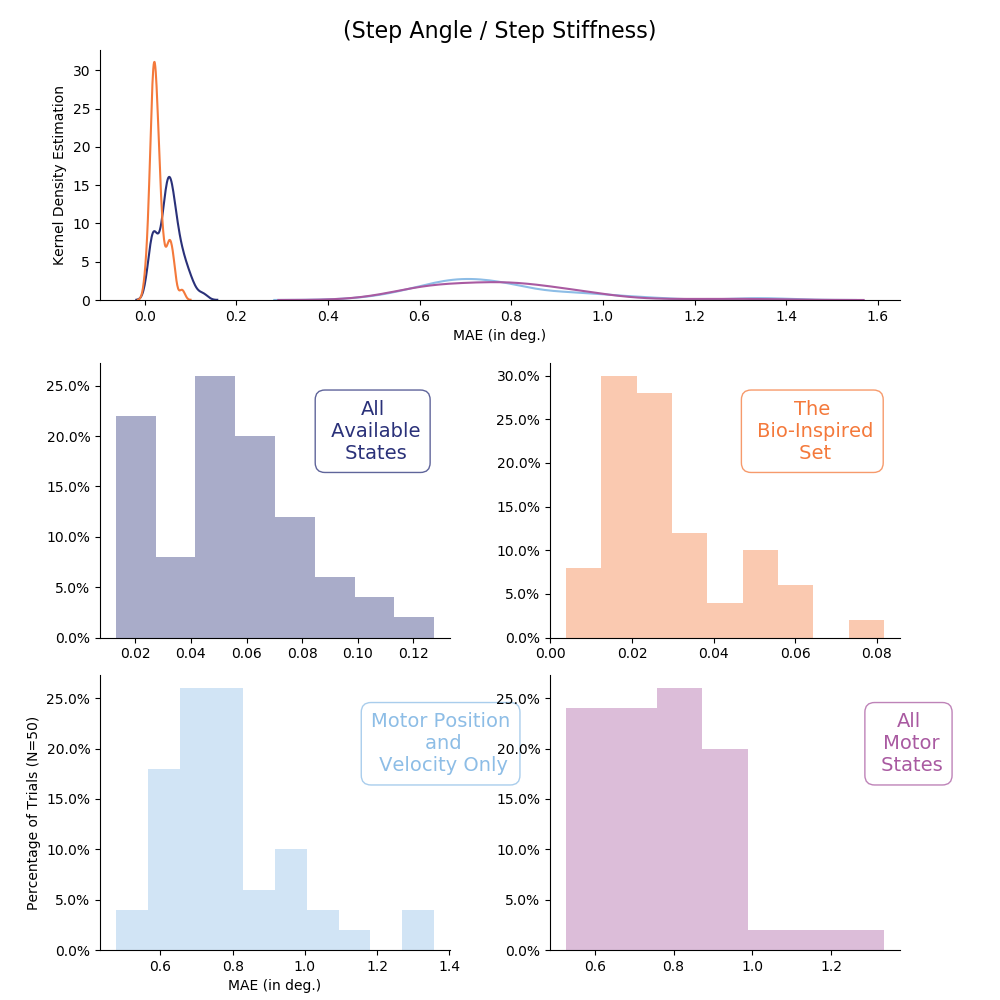 (Step Angle / Step Stiffness)
Kernel Density Estimation
30
25
20
15
10
5
0
0.0 0.2 0.4 0.6 0.8 1.0 1.2 1.4 1.6
MAE (in deg.)
25.0%
20.0%
15.0%
10.0%
5.0%
0.0%
0.02 0.04 0.06 0.08 0.10 0.12
All
Available
States
30.0%
25.0%
20.0%
15.0%
10.0%
5.0%
0.0%
0.00 0.02 0.04 0.06 0.08
The
Bio-Inspired
Set
Percentage of Trials (N=50)
25.0%
20.0%
15.0%
10.0%
5.0%
0.0%
0.6 0.8 1.0 1.2 1.4
MAE (in deg.)
Motor Position
and
Velocity Only
25.0%
20.0%
15.0%
10.0%
5.0%
0.0%
0.6 0.8 1.0 1.2
All
Motor
States